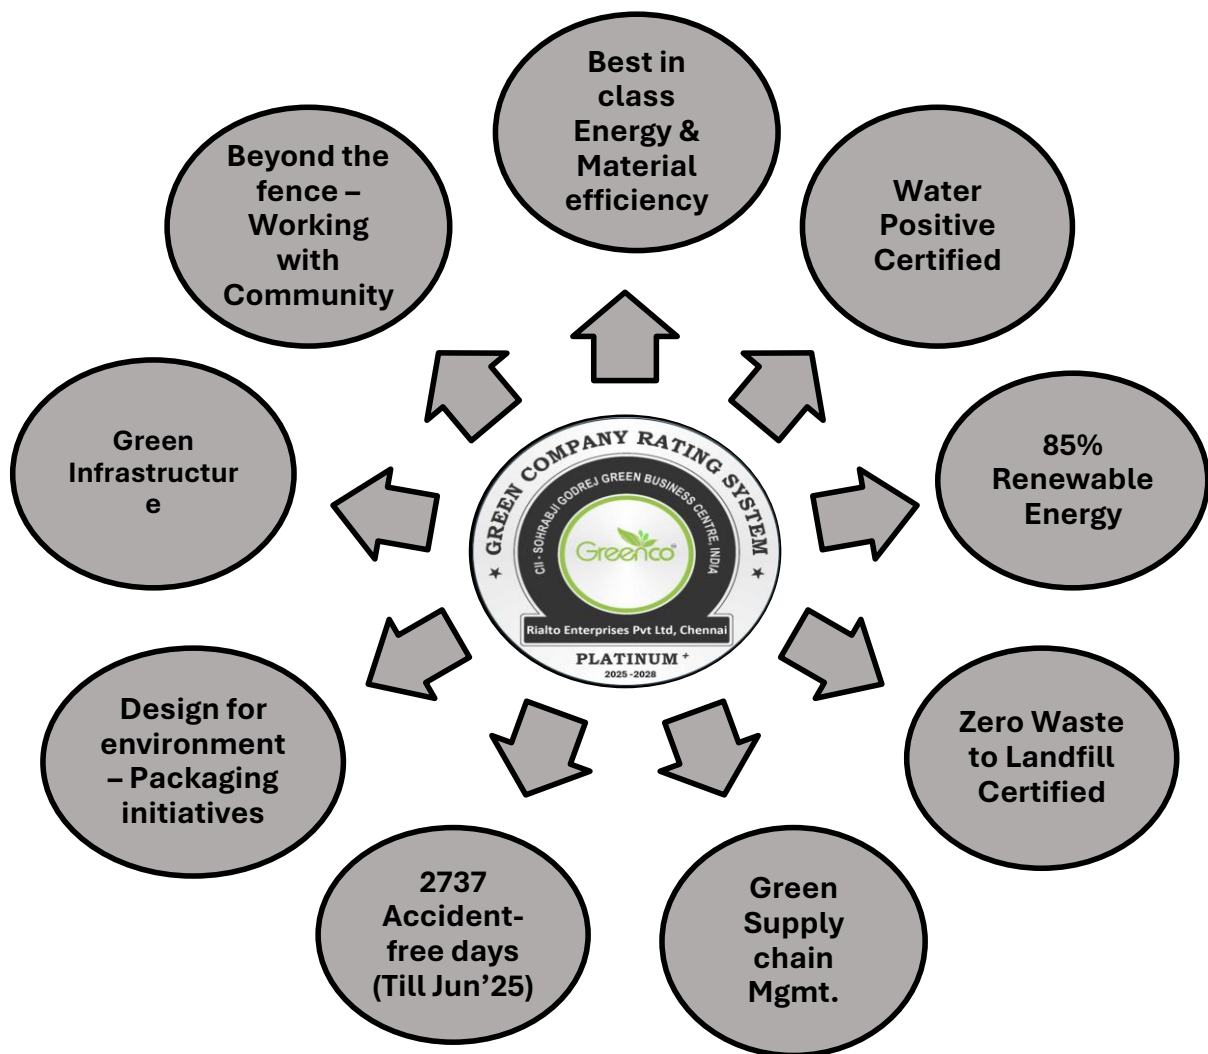 Best in
class
Energy &
Material
efficiency
Beyond the
fence –
Working
with
Community
Water
Positive
Certified
Green
Infrastructur
e
85%
Renewable
Energy
GREEN COMPANY RATING SYSTEM
CII - SOHRABJI GODREJ GREEN BUSINESS CENTRE, INDIA
Greenco
Rialto Enterprises Pvt Ltd, Chennai
PLATINUM +
2025 -2028
Design for
environment
– Packaging
initiatives
Zero Waste
to Landfill
Certified
2737
Accident-
free days
(Till Jun’25)
Green
Supply
chain
Mgmt.